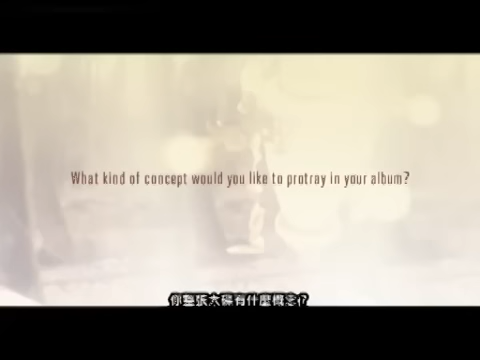 What kind of concept would you like to protray in your album?
你整張大碟有什麼概念!?